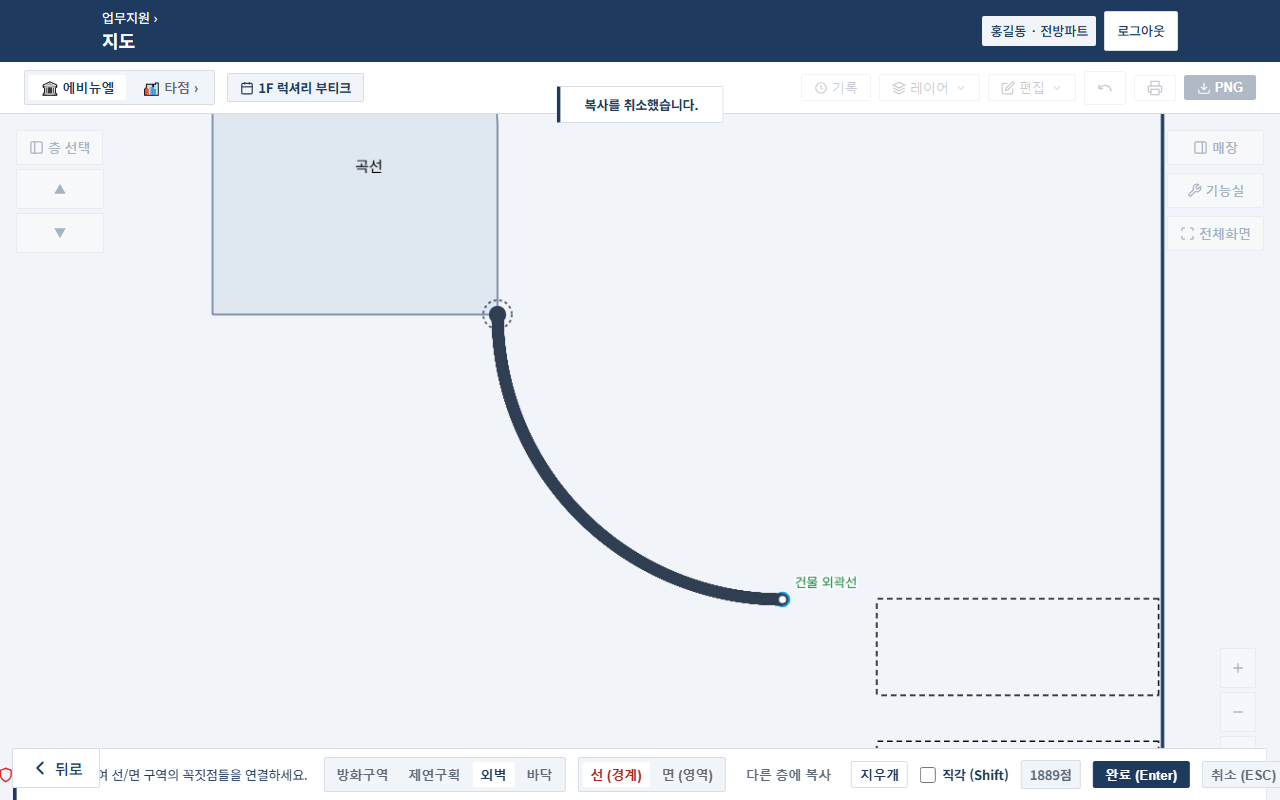 업무지원 ›
지도
홍길동 · 전방파트
로그아웃
에비뉴엘
타점 ›
1F 럭셔리 부티크
복사를 취소했습니다.
기록
레이어
편집
PNG
층 선택
▲
▼
매장
기능실
전체화면
곡선
건물 외곽선
+
−
뒤로
여 선/면 구역의 꼭짓점들을 연결하세요.
방화구역
제연구획
외벽
바닥
선 (경계)
면 (영역)
다른 층에 복사
지우개
직각 (Shift)
1889점
완료 (Enter)
취소 (ESC)